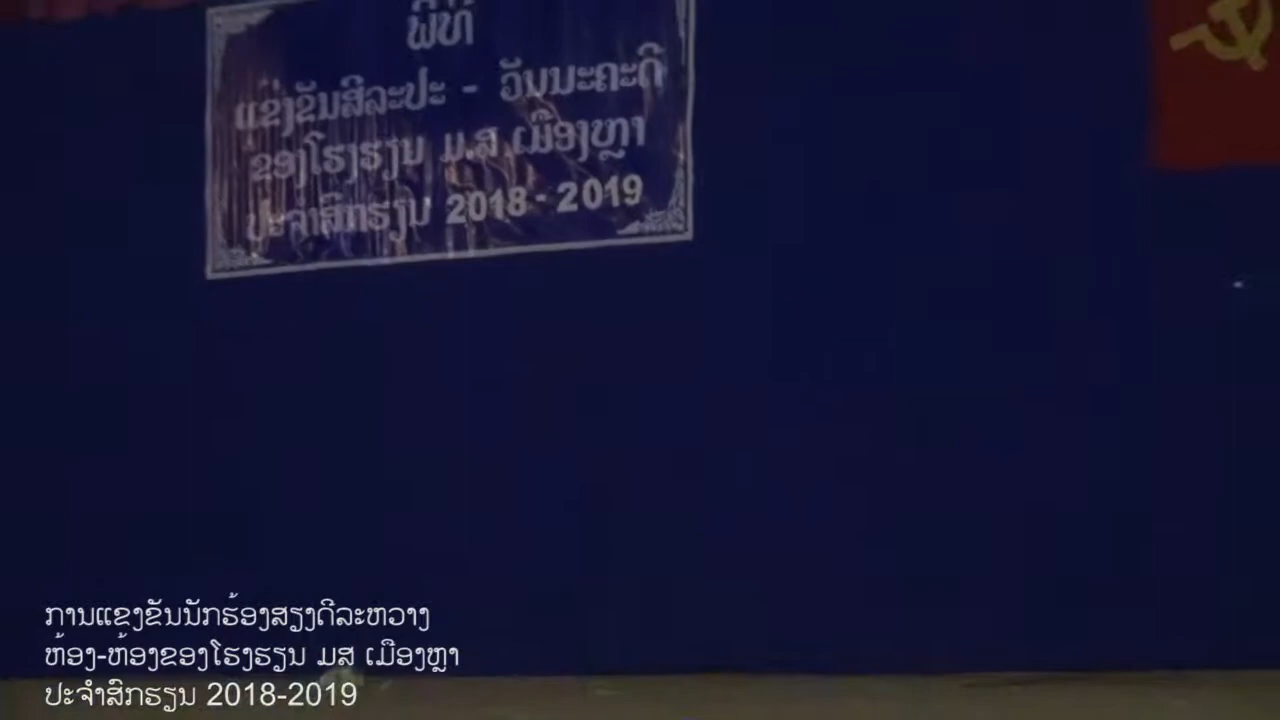 ພິທີ
ແຂ່ງຂັນສິລະປະ - ວັນນະຄະດີ
ຂອງໂຮງຮຽນ ມ.ສ ເມືອງຫຼາ
ປະຈໍາສົກຮຽນ 2018 - 2019
ການແຂງຂັນນັກຮ້ອງສຽງດີລະຫວາງ
ຫ້ອງ-ຫ້ອງຂອງໂຮງຮຽນ ມສ ເມືອງຫຼາ
ປະຈຳສົກຮຽນ 2018-2019